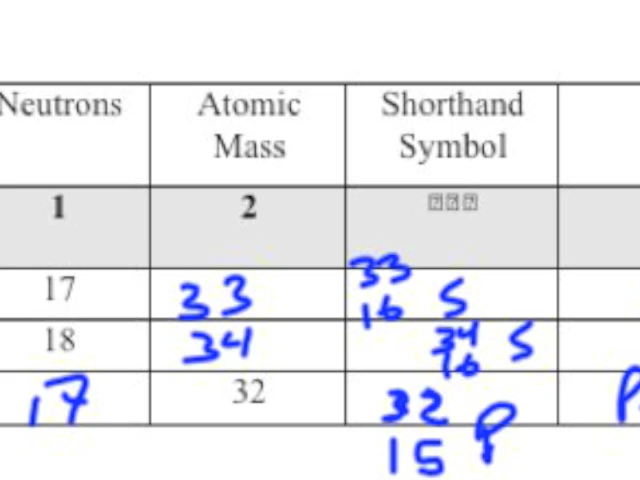 Neutrons Atomic Mass Shorthand Symbol
1 2
17 33 33 16 S
18 34 34 16 S
17 32 32 15 P